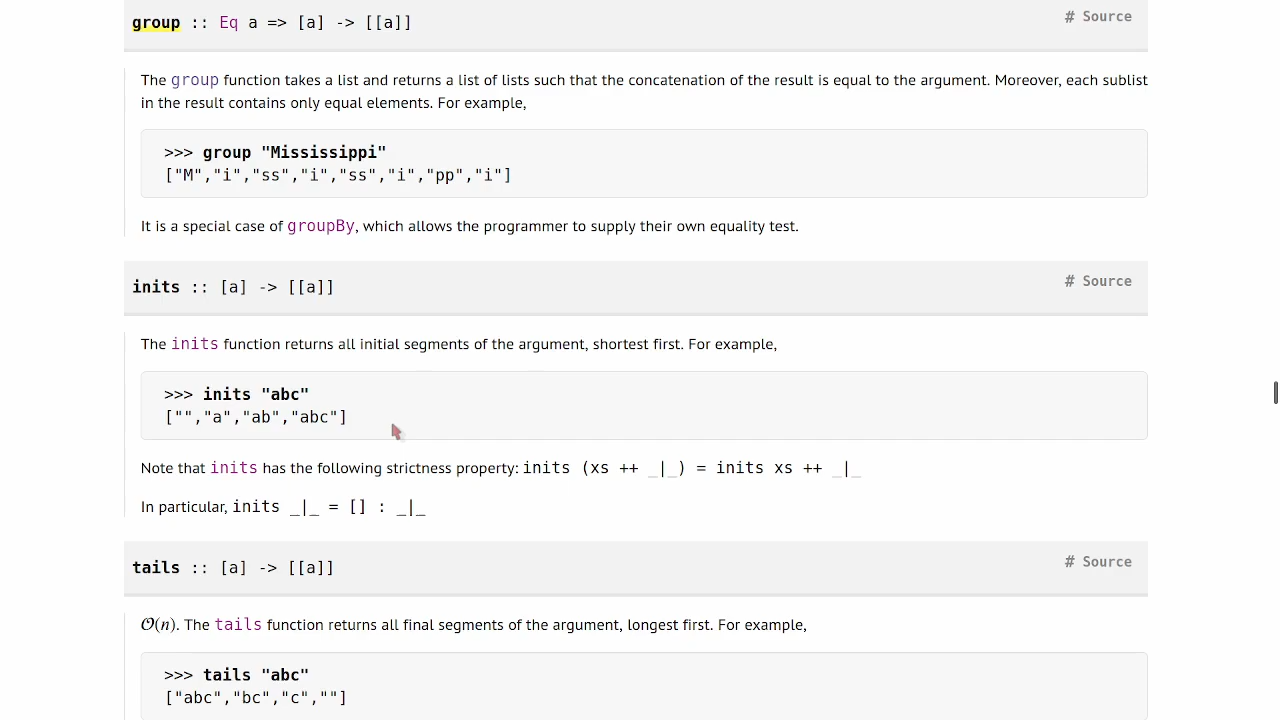 group :: Eq a => [a] -> [[a]]
# Source
The group function takes a list and returns a list of lists such that the concatenation of the result is equal to the argument. Moreover, each sublist
in the result contains only equal elements. For example,
>>> group "Mississippi"
["M","i","ss","i","ss","i","pp","i"]
It is a special case of groupBy, which allows the programmer to supply their own equality test.
inits :: [a] -> [[a]]
# Source
The inits function returns all initial segments of the argument, shortest first. For example,
>>> inits "abc"
["","a","ab","abc"]
Note that inits has the following strictness property: inits (xs ++ _|_) = inits xs ++ _|_
In particular, inits _|_ = [] : _|_
tails :: [a] -> [[a]]
# Source
𝒪(n). The tails function returns all final segments of the argument, longest first. For example,
>>> tails "abc"
["abc","bc","c",""]